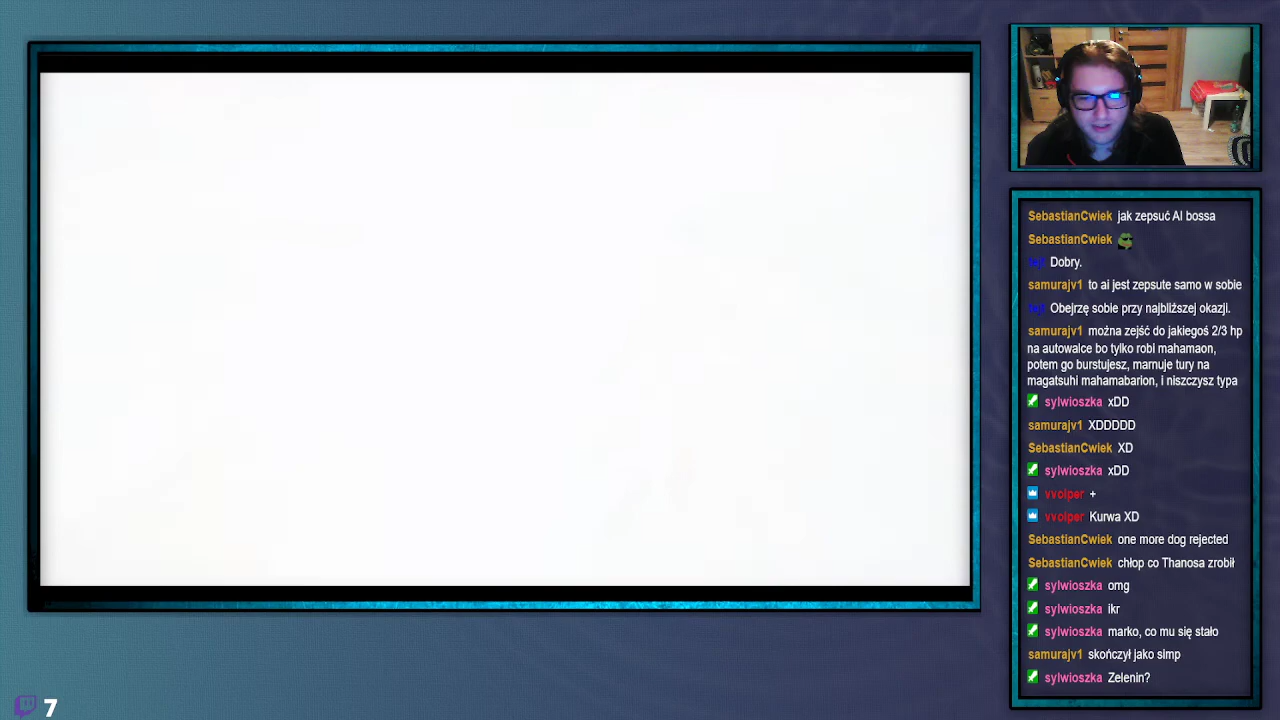 SebastianCwiek jak zepsuć AI bossa
SebastianCwiek
Dobry.
samurajv1 to ai jest zepsute samo w sobie
Obejrzę sobie przy najbliższej okazji.
samurajv1 można zejść do jakiegoś 2/3 hp
na autowalce bo tylko robi mahamaon,
potem go burstujesz, marnuje tury na
magatsuhi mahamabarion, i niszczysz typa
sylwioszka xDD
samurajv1 XDDDDD
SebastianCwiek XD
sylwioszka xDD
vvolper +
vvolper Kurwa XD
SebastianCwiek one more dog rejected
SebastianCwiek chłop co Thanosa zrobił
sylwioszka omg
sylwioszka ikr
sylwioszka marko, co mu się stało
samurajv1 skończył jako simp
sylwioszka Zelenin?
7